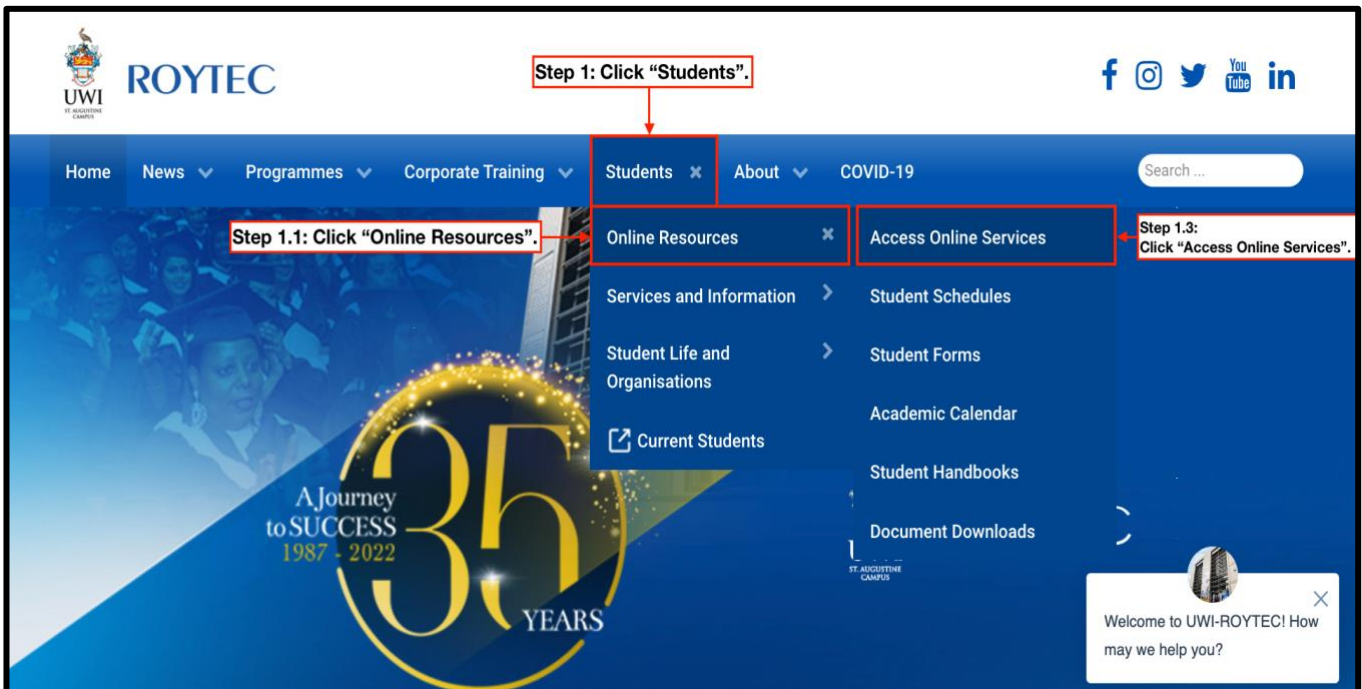 UWI
ST. AUGUSTINE
CAMPUS
ROYTEC
Step 1: Click “Students”.
You
Tube
in
Home News Programmes Corporate Training Students About COVID-19 Search ...
Step 1.1: Click “Online Resources”.
Online Resources
Services and Information
Student Life and
Organisations
Current Students
Access Online Services
Student Schedules
Student Forms
Academic Calendar
Student Handbooks
Document Downloads
Step 1.3:
Click “Access Online Services”.
A Journey
to SUCCESS
1987 - 2022
35
YEARS
ST. AUGUSTINE
CAMPUS
Welcome to UWI-ROYTEC! How
may we help you?